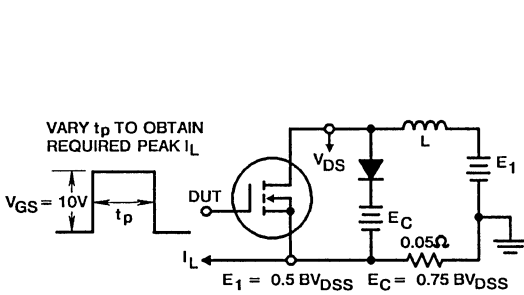 VARY tp TO OBTAIN
REQUIRED PEAK IL
VGS = 10V
tp
DUT
VDS
L
E1
EC
0.05Ω
IL
E1 = 0.5 BVDSS EC = 0.75 BVDSS